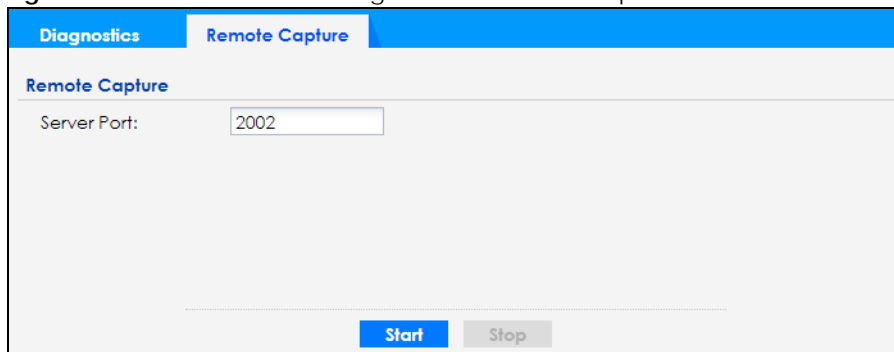 Diagnostics Remote Capture
Remote Capture
Server Port: 2002
Start Stop